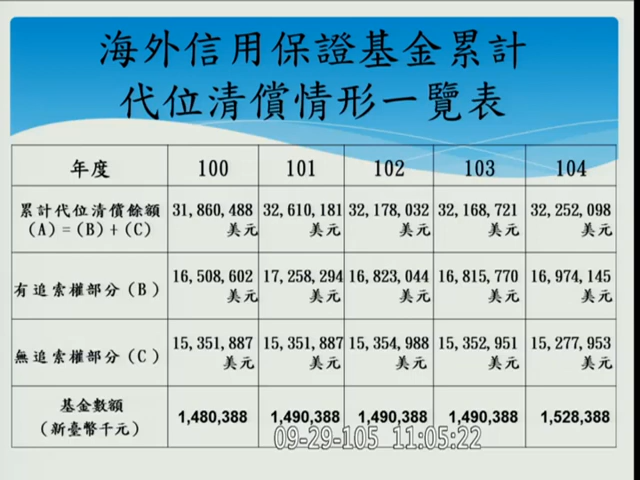 海外信用保證基金累計
代位清償情形一覽表
年度 100 101 102 103 104
累計代位清償餘額 31,860,488 32,610,181 32,178,032 32,168,721 32,252,098
(A)=(B)+(C) 美元 美元 美元 美元 美元
有追索權部分(B) 16,508,602 17,258,294 16,823,044 16,815,770 16,974,145
美元 美元 美元 美元 美元
無追索權部分(C) 15,351,887 15,351,887 15,354,988 15,352,951 15,277,953
美元 美元 美元 美元 美元
基金數額
(新臺幣千元) 1,480,388 1,490,388 1,490,388 1,490,388 1,528,388
09-29-105 11:05:22